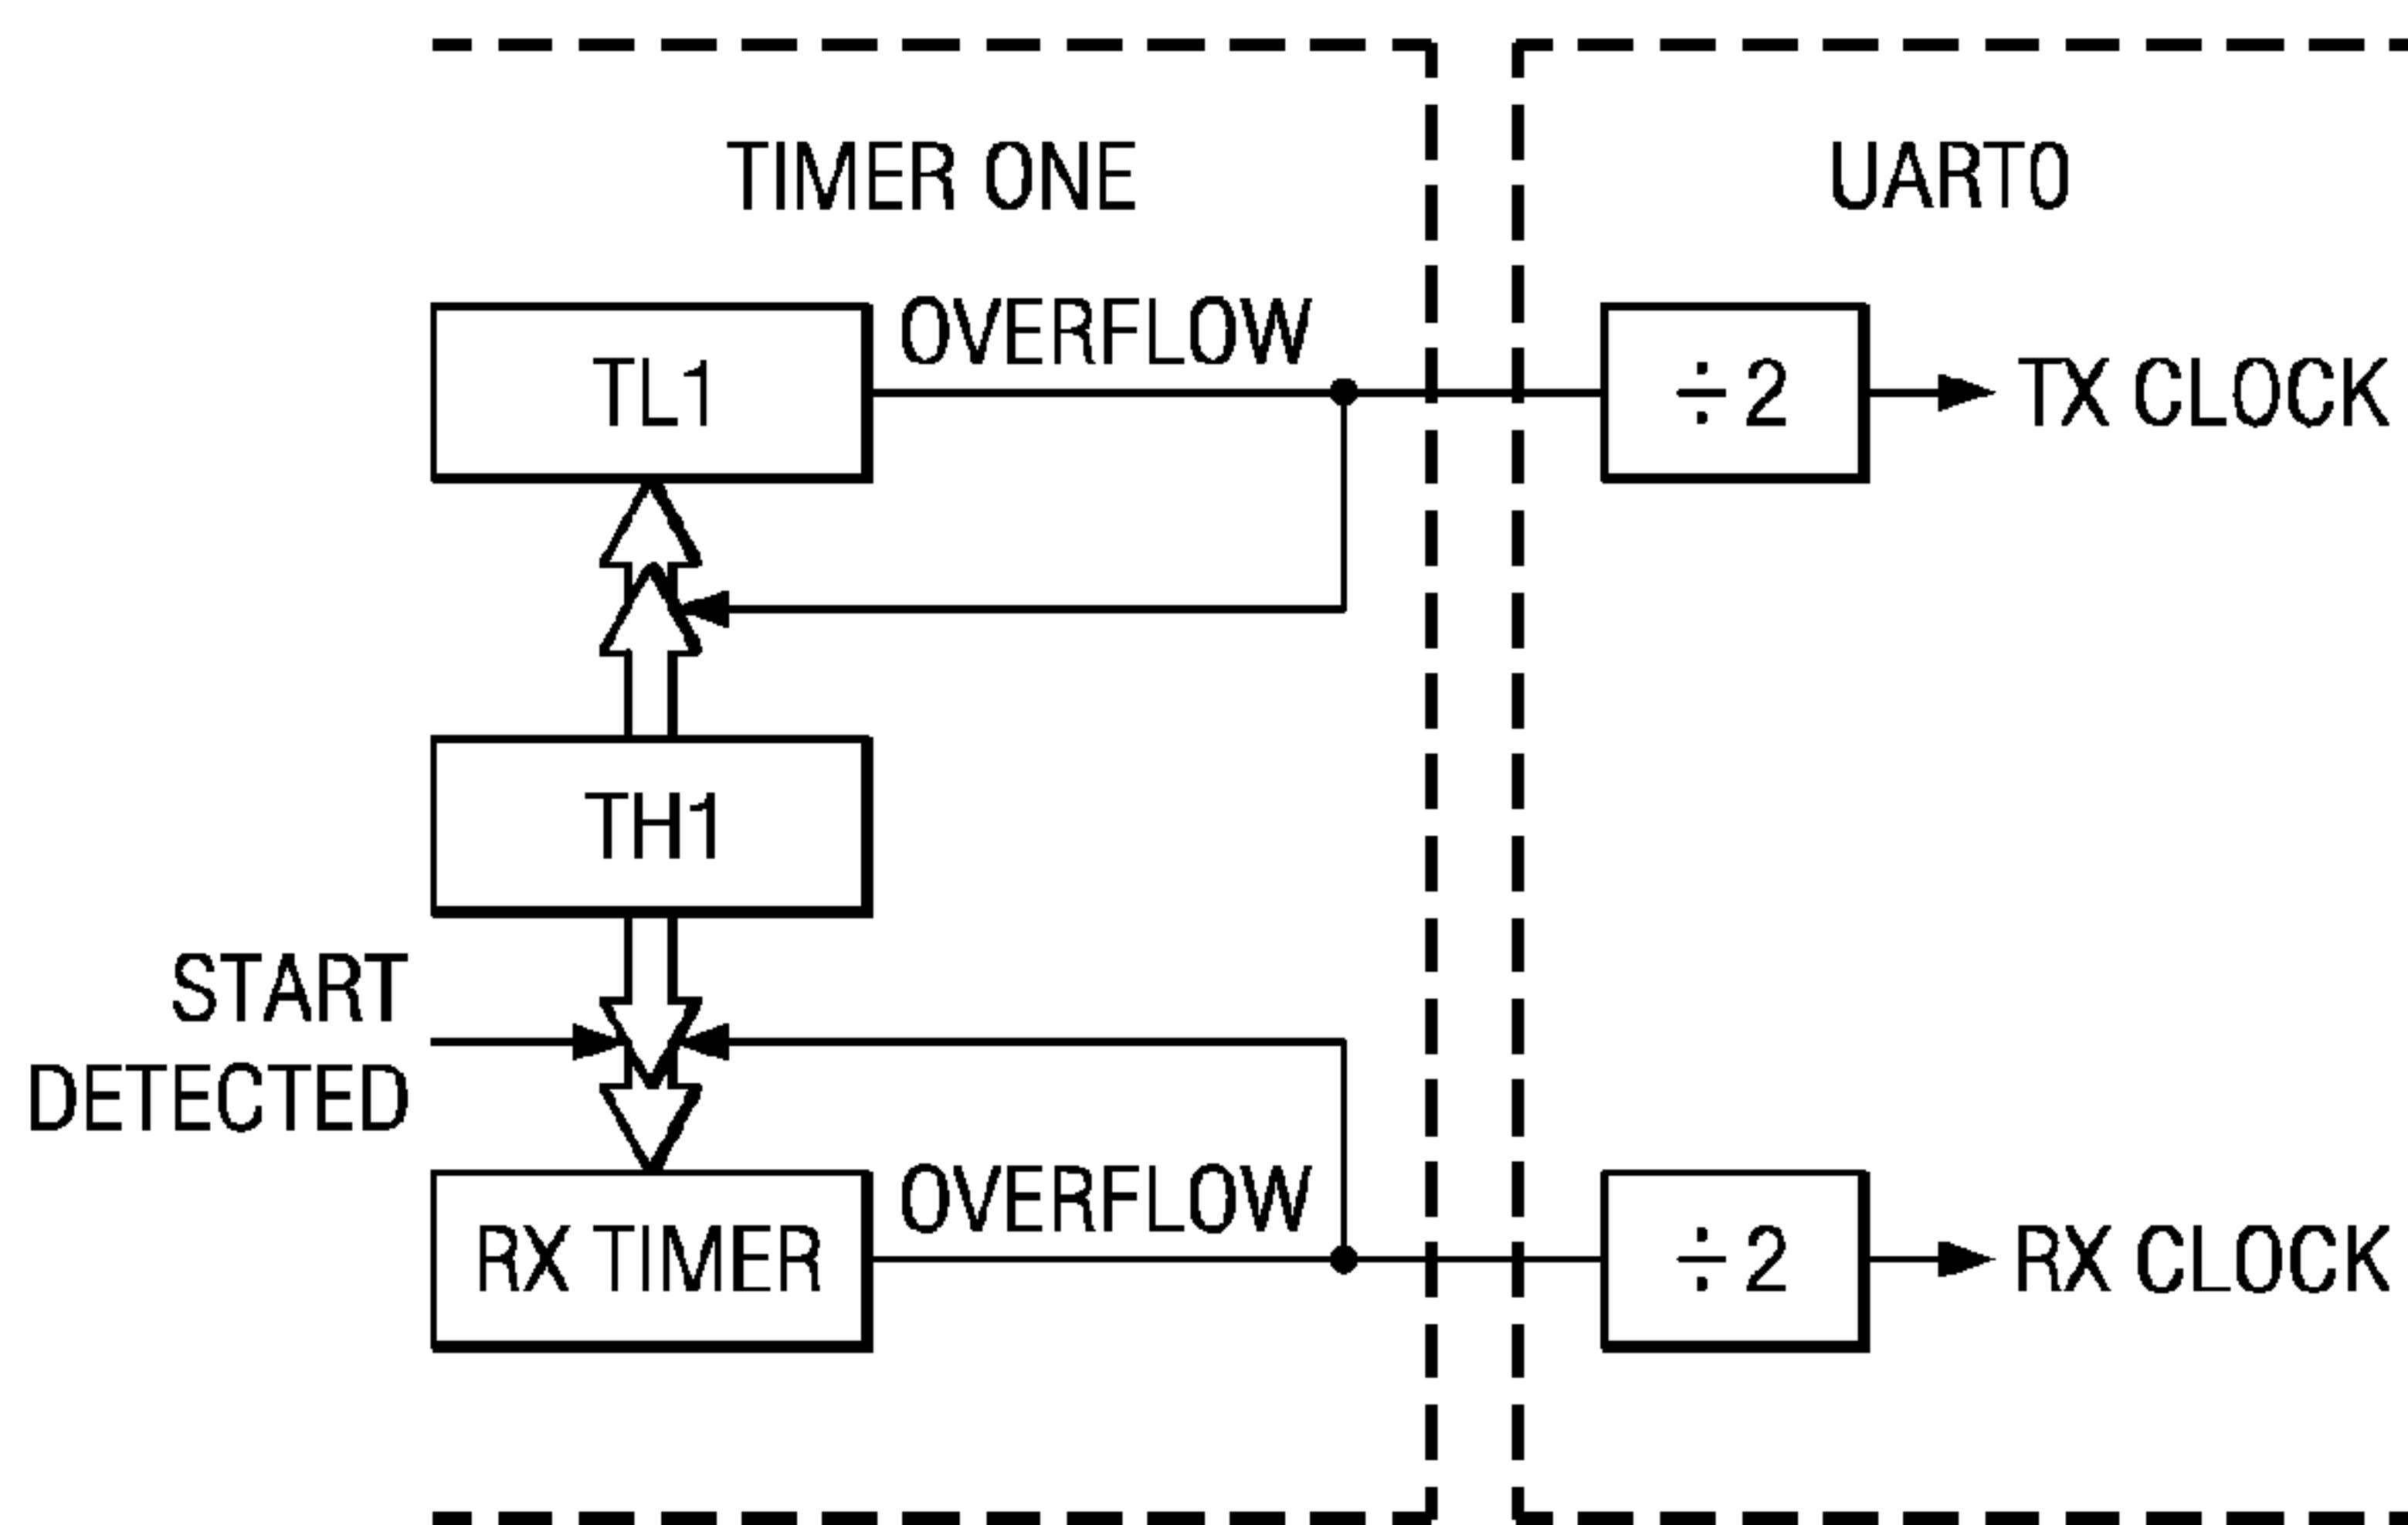 TIMER ONE
UART0
TL1
OVERFLOW
÷2
TX CLOCK
TH1
START
DETECTED
RX TIMER
OVERFLOW
÷2
RX CLOCK